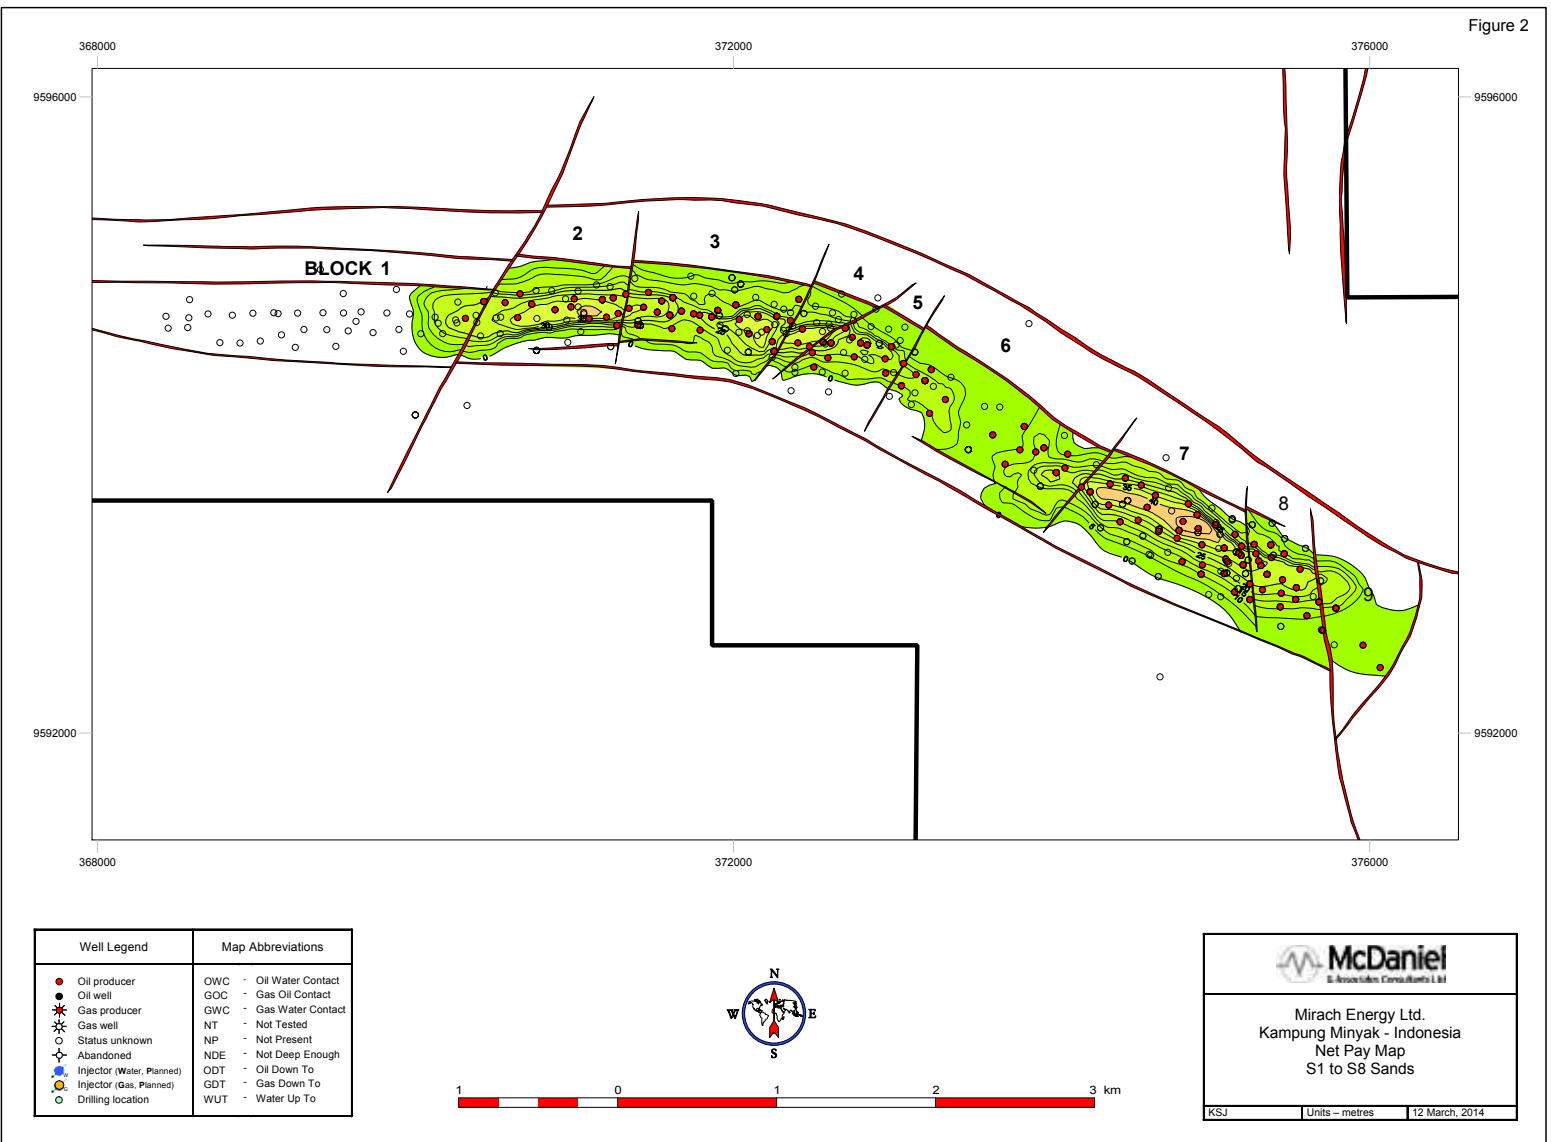 Figure 2
368000
372000
376000
9596000
9596000
2
3
BLOCK 1
4
5
6
7
8
9
9592000
9592000
368000
372000
376000
Well Legend
Oil producer
Oil well
Gas producer
Gas well
Status unknown
Abandoned
Injector (Water, Planned)
Injector (Gas, Planned)
Drilling location
Map Abbreviations
OWC - Oil Water Contact
GOC - Gas Oil Contact
GWC - Gas Water Contact
NT - Not Tested
NP - Not Present
NDE - Not Deep Enough
ODT - Oil Down To
GDT - Gas Down To
WUT - Water Up To
N
W E
S
1 0 1 2 3 km
McDaniel
& Associates Consultants Ltd
Mirach Energy Ltd.
Kampung Minyak - Indonesia
Net Pay Map
S1 to S8 Sands
KSJ
Units – metres
12 March, 2014